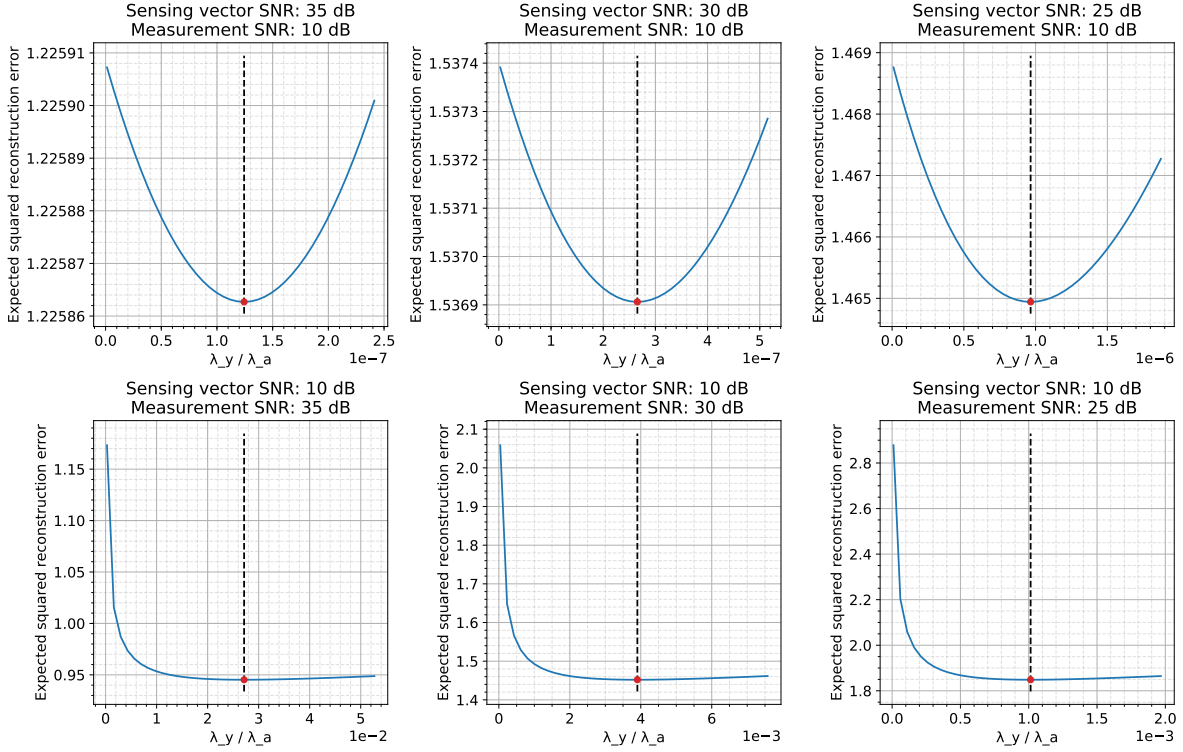 Sensing vector SNR: 35 dB
Measurement SNR: 10 dB
Expected squared reconstruction error
1.22591
1.22590
1.22589
1.22588
1.22587
1.22586
0.0 0.5 1.0 1.5 2.0 2.5
1e−7
λ_y / λ_a
Sensing vector SNR: 30 dB
Measurement SNR: 10 dB
Expected squared reconstruction error
1.5374
1.5373
1.5372
1.5371
1.5370
1.5369
0 1 2 3 4 5
1e−7
λ_y / λ_a
Sensing vector SNR: 25 dB
Measurement SNR: 10 dB
Expected squared reconstruction error
1.469
1.468
1.467
1.466
1.465
0.0 0.5 1.0 1.5
1e−6
λ_y / λ_a
Sensing vector SNR: 10 dB
Measurement SNR: 35 dB
Expected squared reconstruction error
1.15
1.10
1.05
1.00
0.95
0 1 2 3 4 5
1e−2
λ_y / λ_a
Sensing vector SNR: 10 dB
Measurement SNR: 30 dB
Expected squared reconstruction error
2.1
2.0
1.9
1.8
1.7
1.6
1.5
1.4
0 2 4 6
1e−3
λ_y / λ_a
Sensing vector SNR: 10 dB
Measurement SNR: 25 dB
Expected squared reconstruction error
2.8
2.6
2.4
2.2
2.0
1.8
0.0 0.5 1.0 1.5 2.0
1e−3
λ_y / λ_a